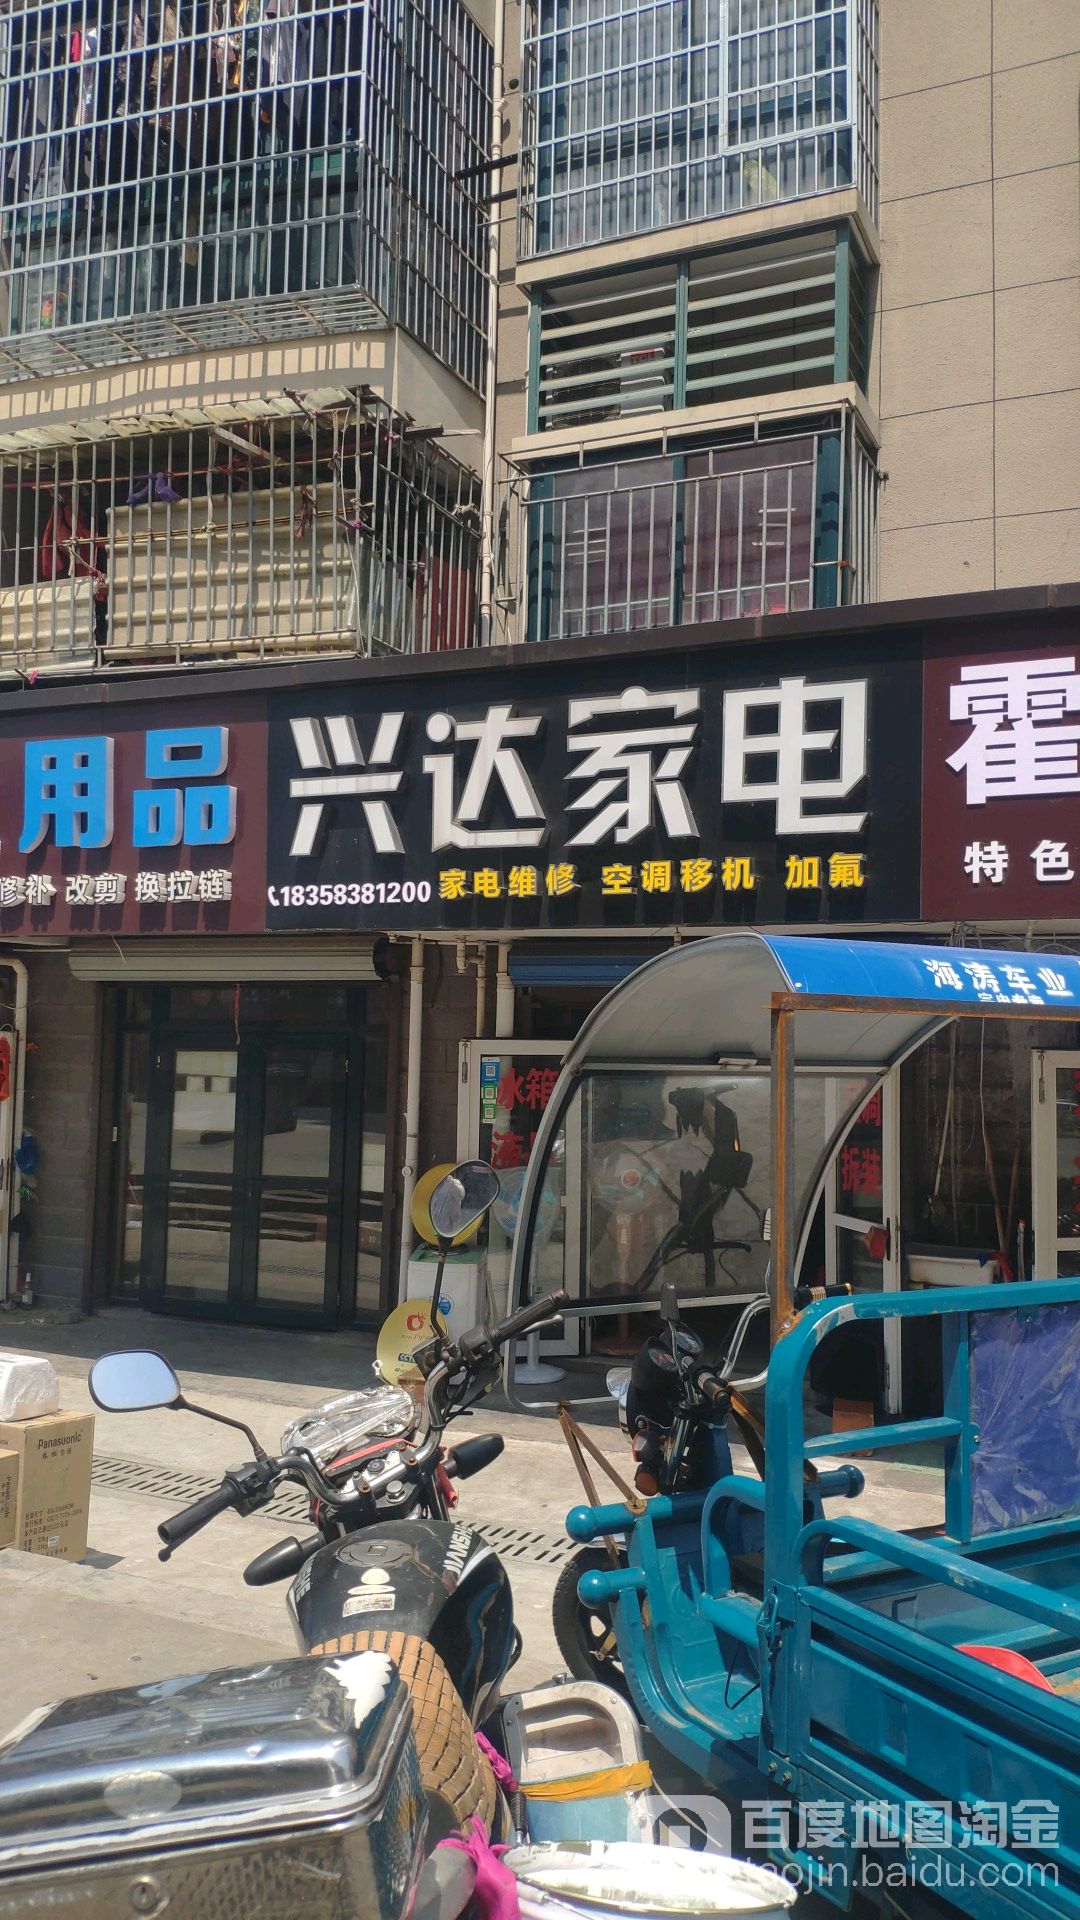 用品
修补 改剪 换拉链
兴达家电
18358381200 家电维修 空调移机 加氟
霍
特色
海涛车业
冰箱
拆装
Panasonic
百度地图淘金
taojin.baidu.com